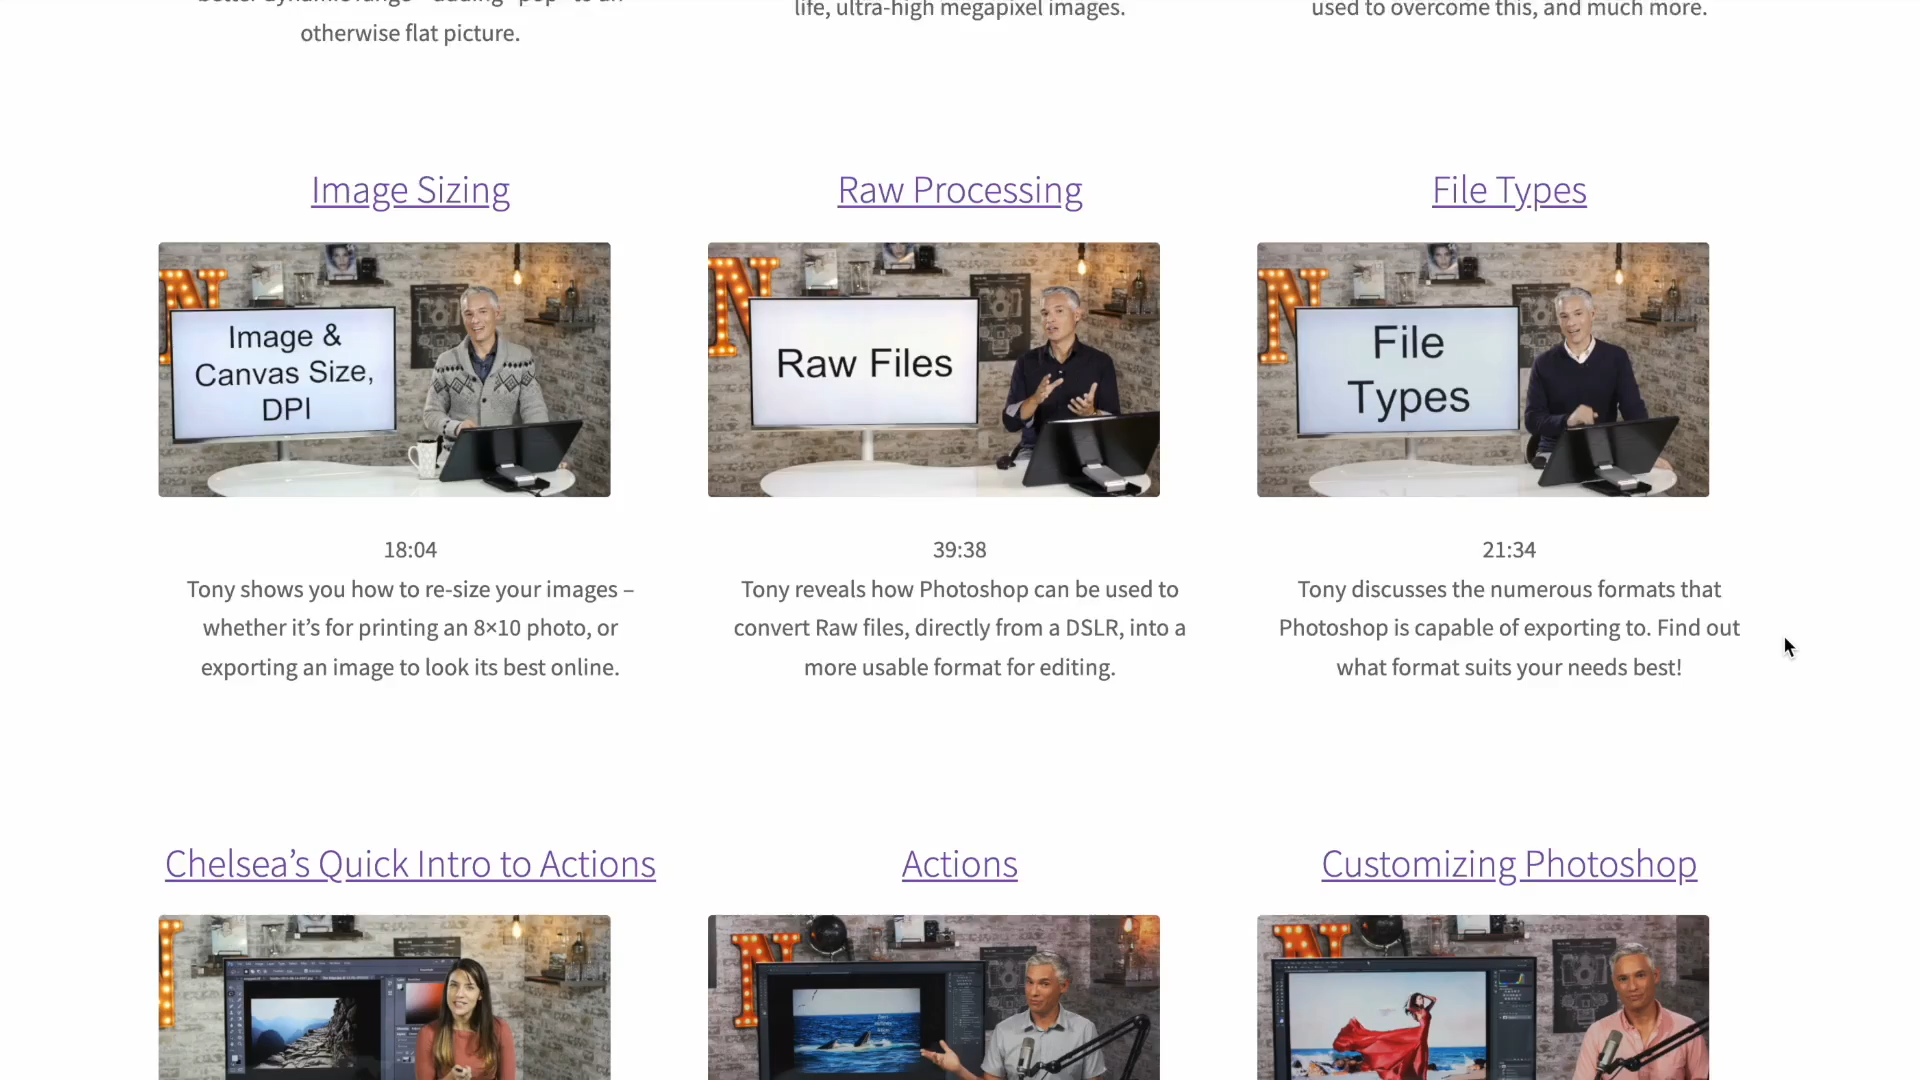 otherwise flat picture.
life, ultra-high megapixel images.
used to overcome this, and much more.
Image Sizing
Raw Processing
File Types
Image &
Canvas Size,
DPI
Raw Files
File
Types
18:04
Tony shows you how to re-size your images –
whether it’s for printing an 8×10 photo, or
exporting an image to look its best online.
39:38
Tony reveals how Photoshop can be used to
convert Raw files, directly from a DSLR, into a
more usable format for editing.
21:34
Tony discusses the numerous formats that
Photoshop is capable of exporting to. Find out
what format suits your needs best!
Chelsea’s Quick Intro to Actions
Actions
Customizing Photoshop
N
N
N
N